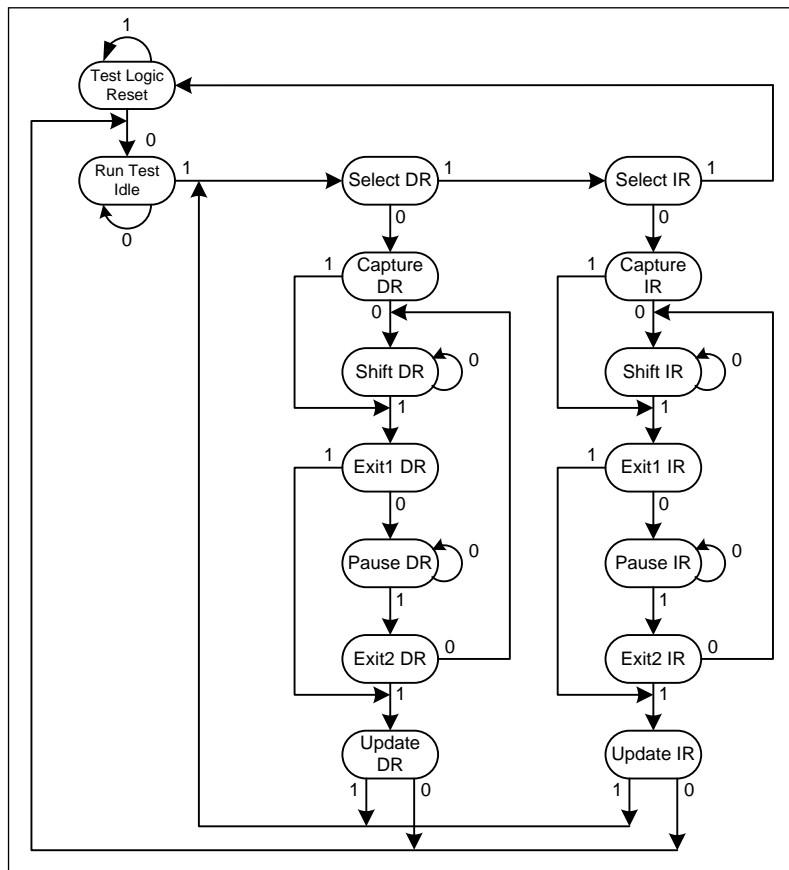 1
Test Logic
Reset
0
Run Test
Idle
1
0
Select DR
1
0
Select IR
1
0
Capture
DR
1
0
Capture
IR
1
0
Shift DR
0
1
Shift IR
0
1
1
Exit1 DR
0
1
Exit1 IR
0
Pause DR
0
1
Pause IR
0
1
Exit2 DR
0
1
Exit2 IR
0
1
Update
DR
1
0
Update IR
1
0